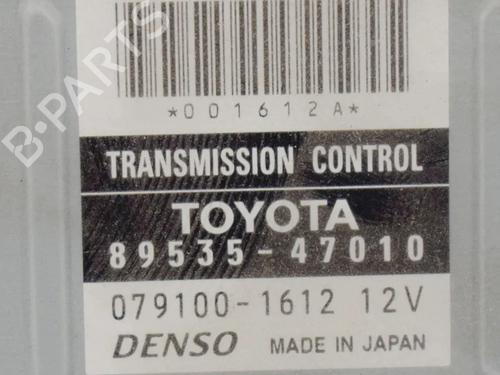 B-PARTS
*001612A*
TRANSMISSION CONTROL
TOYOTA
89535-47010
079100-1612 12V
DENSO MADE IN JAPAN